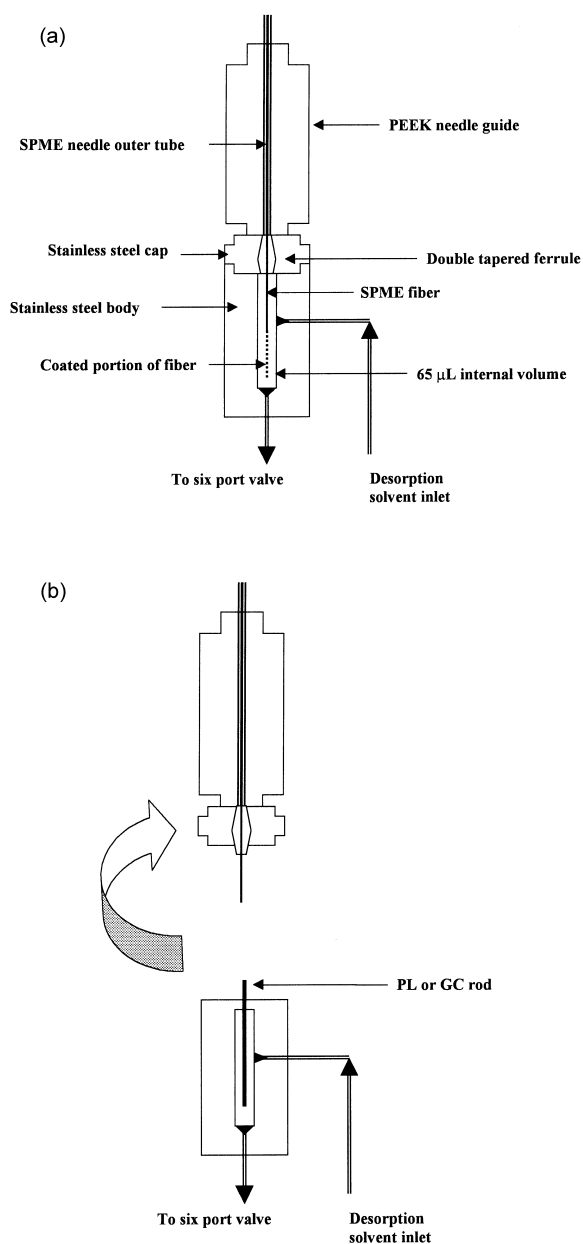 (a)
PEEK needle guide
SPME needle outer tube
Stainless steel cap
Double tapered ferrule
SPME fiber
Stainless steel body
Coated portion of fiber
65 μL internal volume
To six port valve
Desorption
solvent inlet
(b)
PL or GC rod
To six port valve
Desorption
solvent inlet